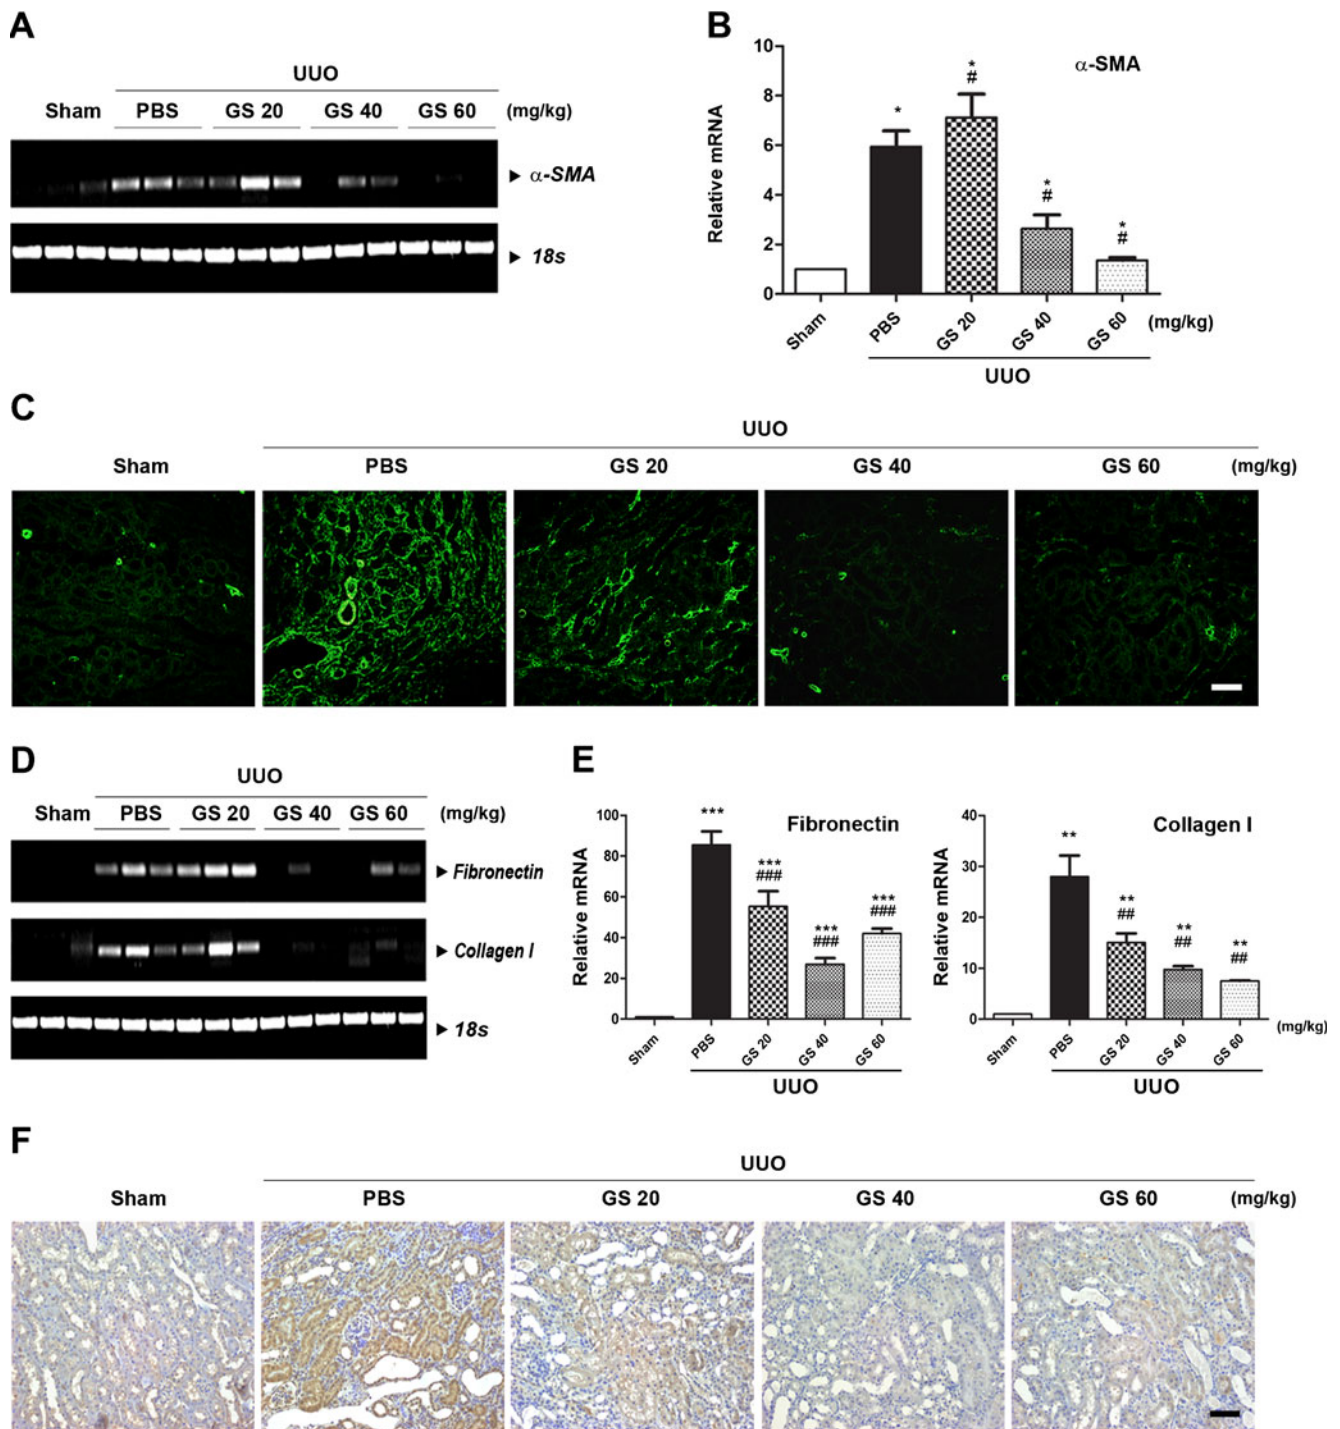 A
UUO
Sham PBS GS 20 GS 40 GS 60 (mg/kg)
α-SMA
18s
B
10
8
6
4
2
0
Relative mRNA
α-SMA
*
*
#
*
#
*
#
Sham PBS GS 20 GS 40 GS 60 (mg/kg)
UUO
C
UUO
Sham PBS GS 20 GS 40 GS 60 (mg/kg)
D
UUO
Sham PBS GS 20 GS 40 GS 60 (mg/kg)
Fibronectin
Collagen I
18s
E
100
80
60
40
20
0
Relative mRNA
Fibronectin
***
***
###
***
###
***
###
Sham PBS GS 20 GS 40 GS 60
UUO
40
30
20
10
0
Relative mRNA
Collagen I
**
**
##
**
##
**
##
Sham PBS GS 20 GS 40 GS 60 (mg/kg)
UUO
F
UUO
Sham PBS GS 20 GS 40 GS 60 (mg/kg)